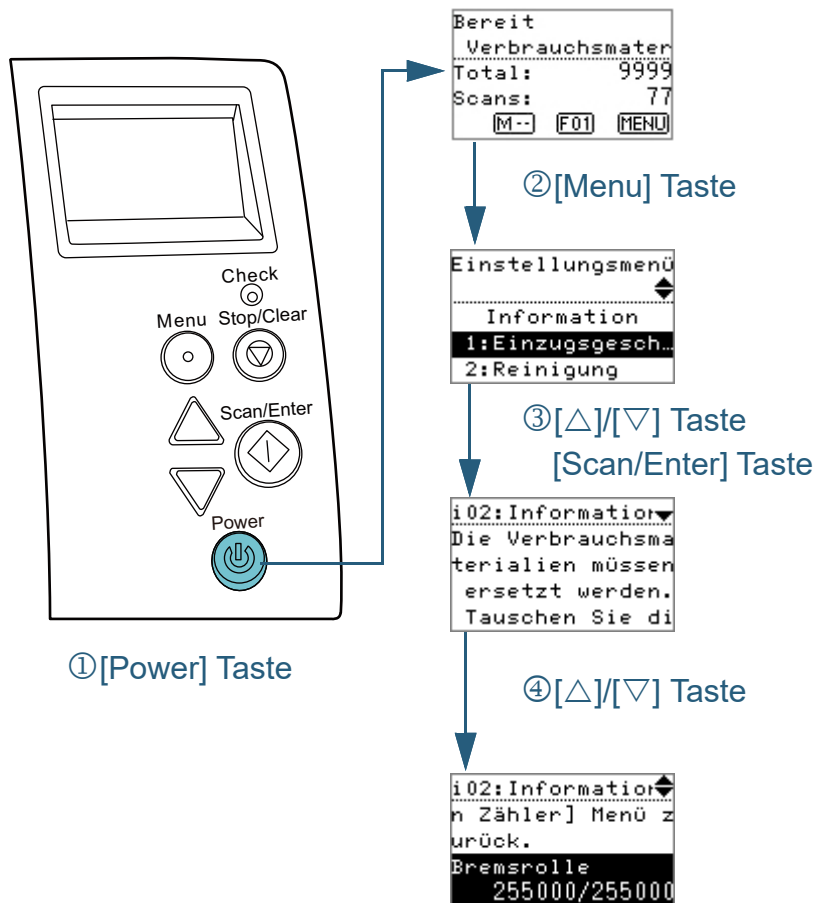 Check
Menu Stop/Clear
Scan/Enter
Power
①[Power] Taste
Bereit
Verbrauchsmater
Total: 9999
Scans: 77
M-- F01 MENU
②[Menu] Taste
Einstellungsmenü
Information
1:Einzugsgesch…
2:Reinigung
③[△]/[▽] Taste
[Scan/Enter] Taste
i02:Information
Die Verbrauchsma
terialien müssen
ersetzt werden.
Tauschen Sie di
④[△]/[▽] Taste
i02:Information
n Zähler] Menü z
urück.
Bremsrolle
255000/255000